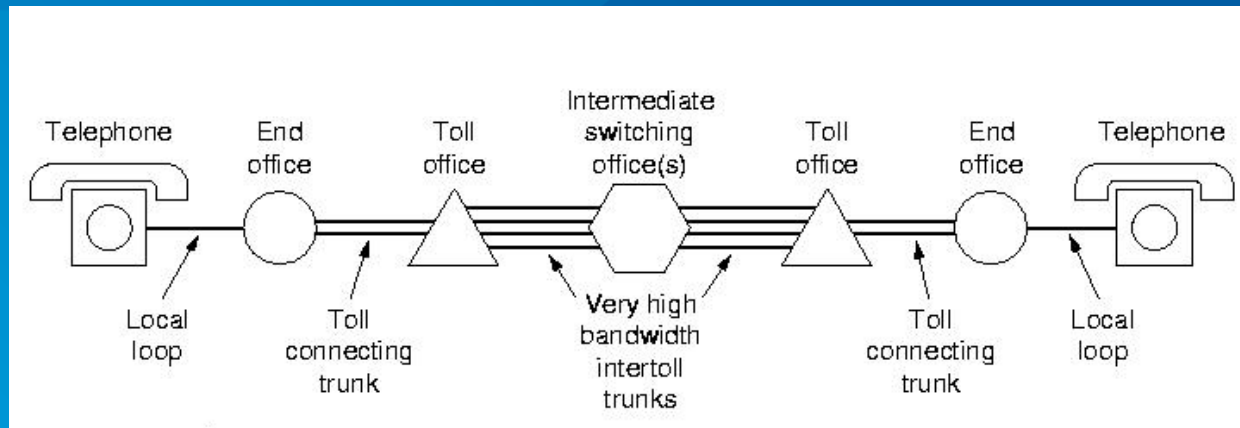 Telephone
End
office
Toll
office
Intermediate
switching
office(s)
Toll
office
End
office
Telephone
Local
loop
Toll
connecting
trunk
Very high
bandwidth
intertoll
trunks
Toll
connecting
trunk
Local
loop